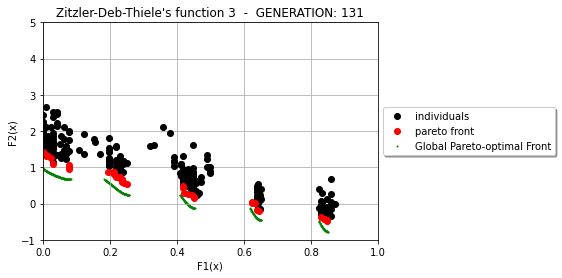 Zitzler-Deb-Thiele's function 3  -  GENERATION: 131
5
4
3
2
1
0
−1
F2(x)
0.0 0.2 0.4 0.6 0.8 1.0
F1(x)
individuals
pareto front
Global Pareto-optimal Front